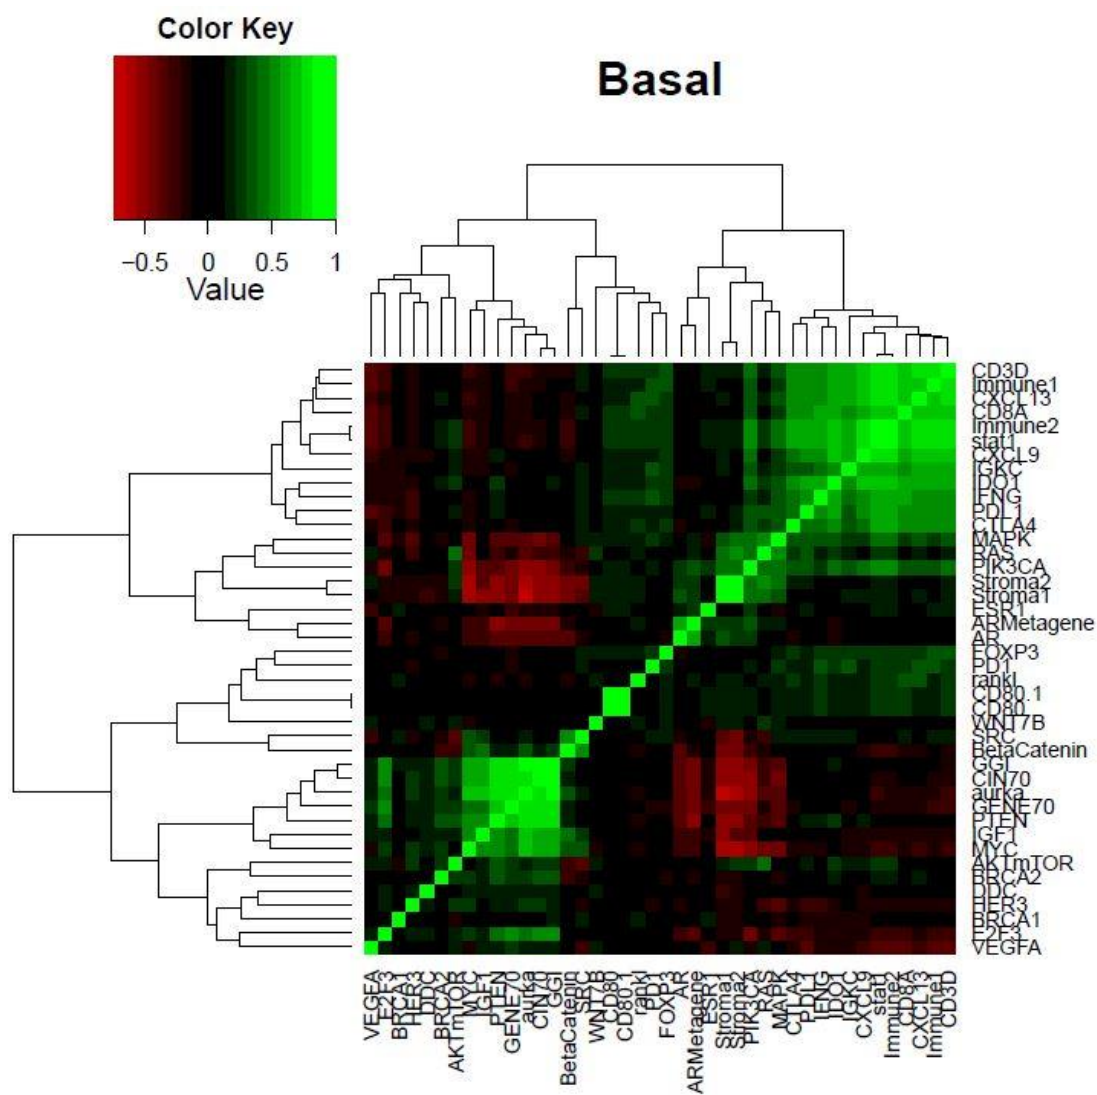 Color Key
Basal
−0.5 0 0.5 1
Value
CD3D
Immune1
CXCL13
CD8A
Immune2
stat1
CXCL9
IGKC
IDO1
IFNG
PDL1
CTLA4
MAPK
RAS
PIK3CA
Stroma2
Stroma1
ESR1
ARMetagene
AR
FOXP3
PD1
rankl
CD80.1
CD80
WNT7B
SRC
BetaCatenin
GGI
CIN70
aurka
GENE70
PTEN
IGF1
MYC
AKTmTOR
BRCA2
DDC
HER3
BRCA1
E2F3
VEGFA
VEGFA
E2F3
BRCA1
HER3
DDC
BRCA2
AKTmTOR
MYC
IGF1
PTEN
GENE70
aurka
CIN70
GGI
BetaCatenin
SRC
WNT7B
CD80
CD80.1
rankl
PD1
FOXP3
AR
ARMetagene
ESR1
Stroma1
Stroma2
PIK3CA
RAS
MAPK
CTLA4
PDL1
IFNG
IDO1
IGKC
CXCL9
stat1
Immune2
CD8A
CXCL13
Immune1
CD3D